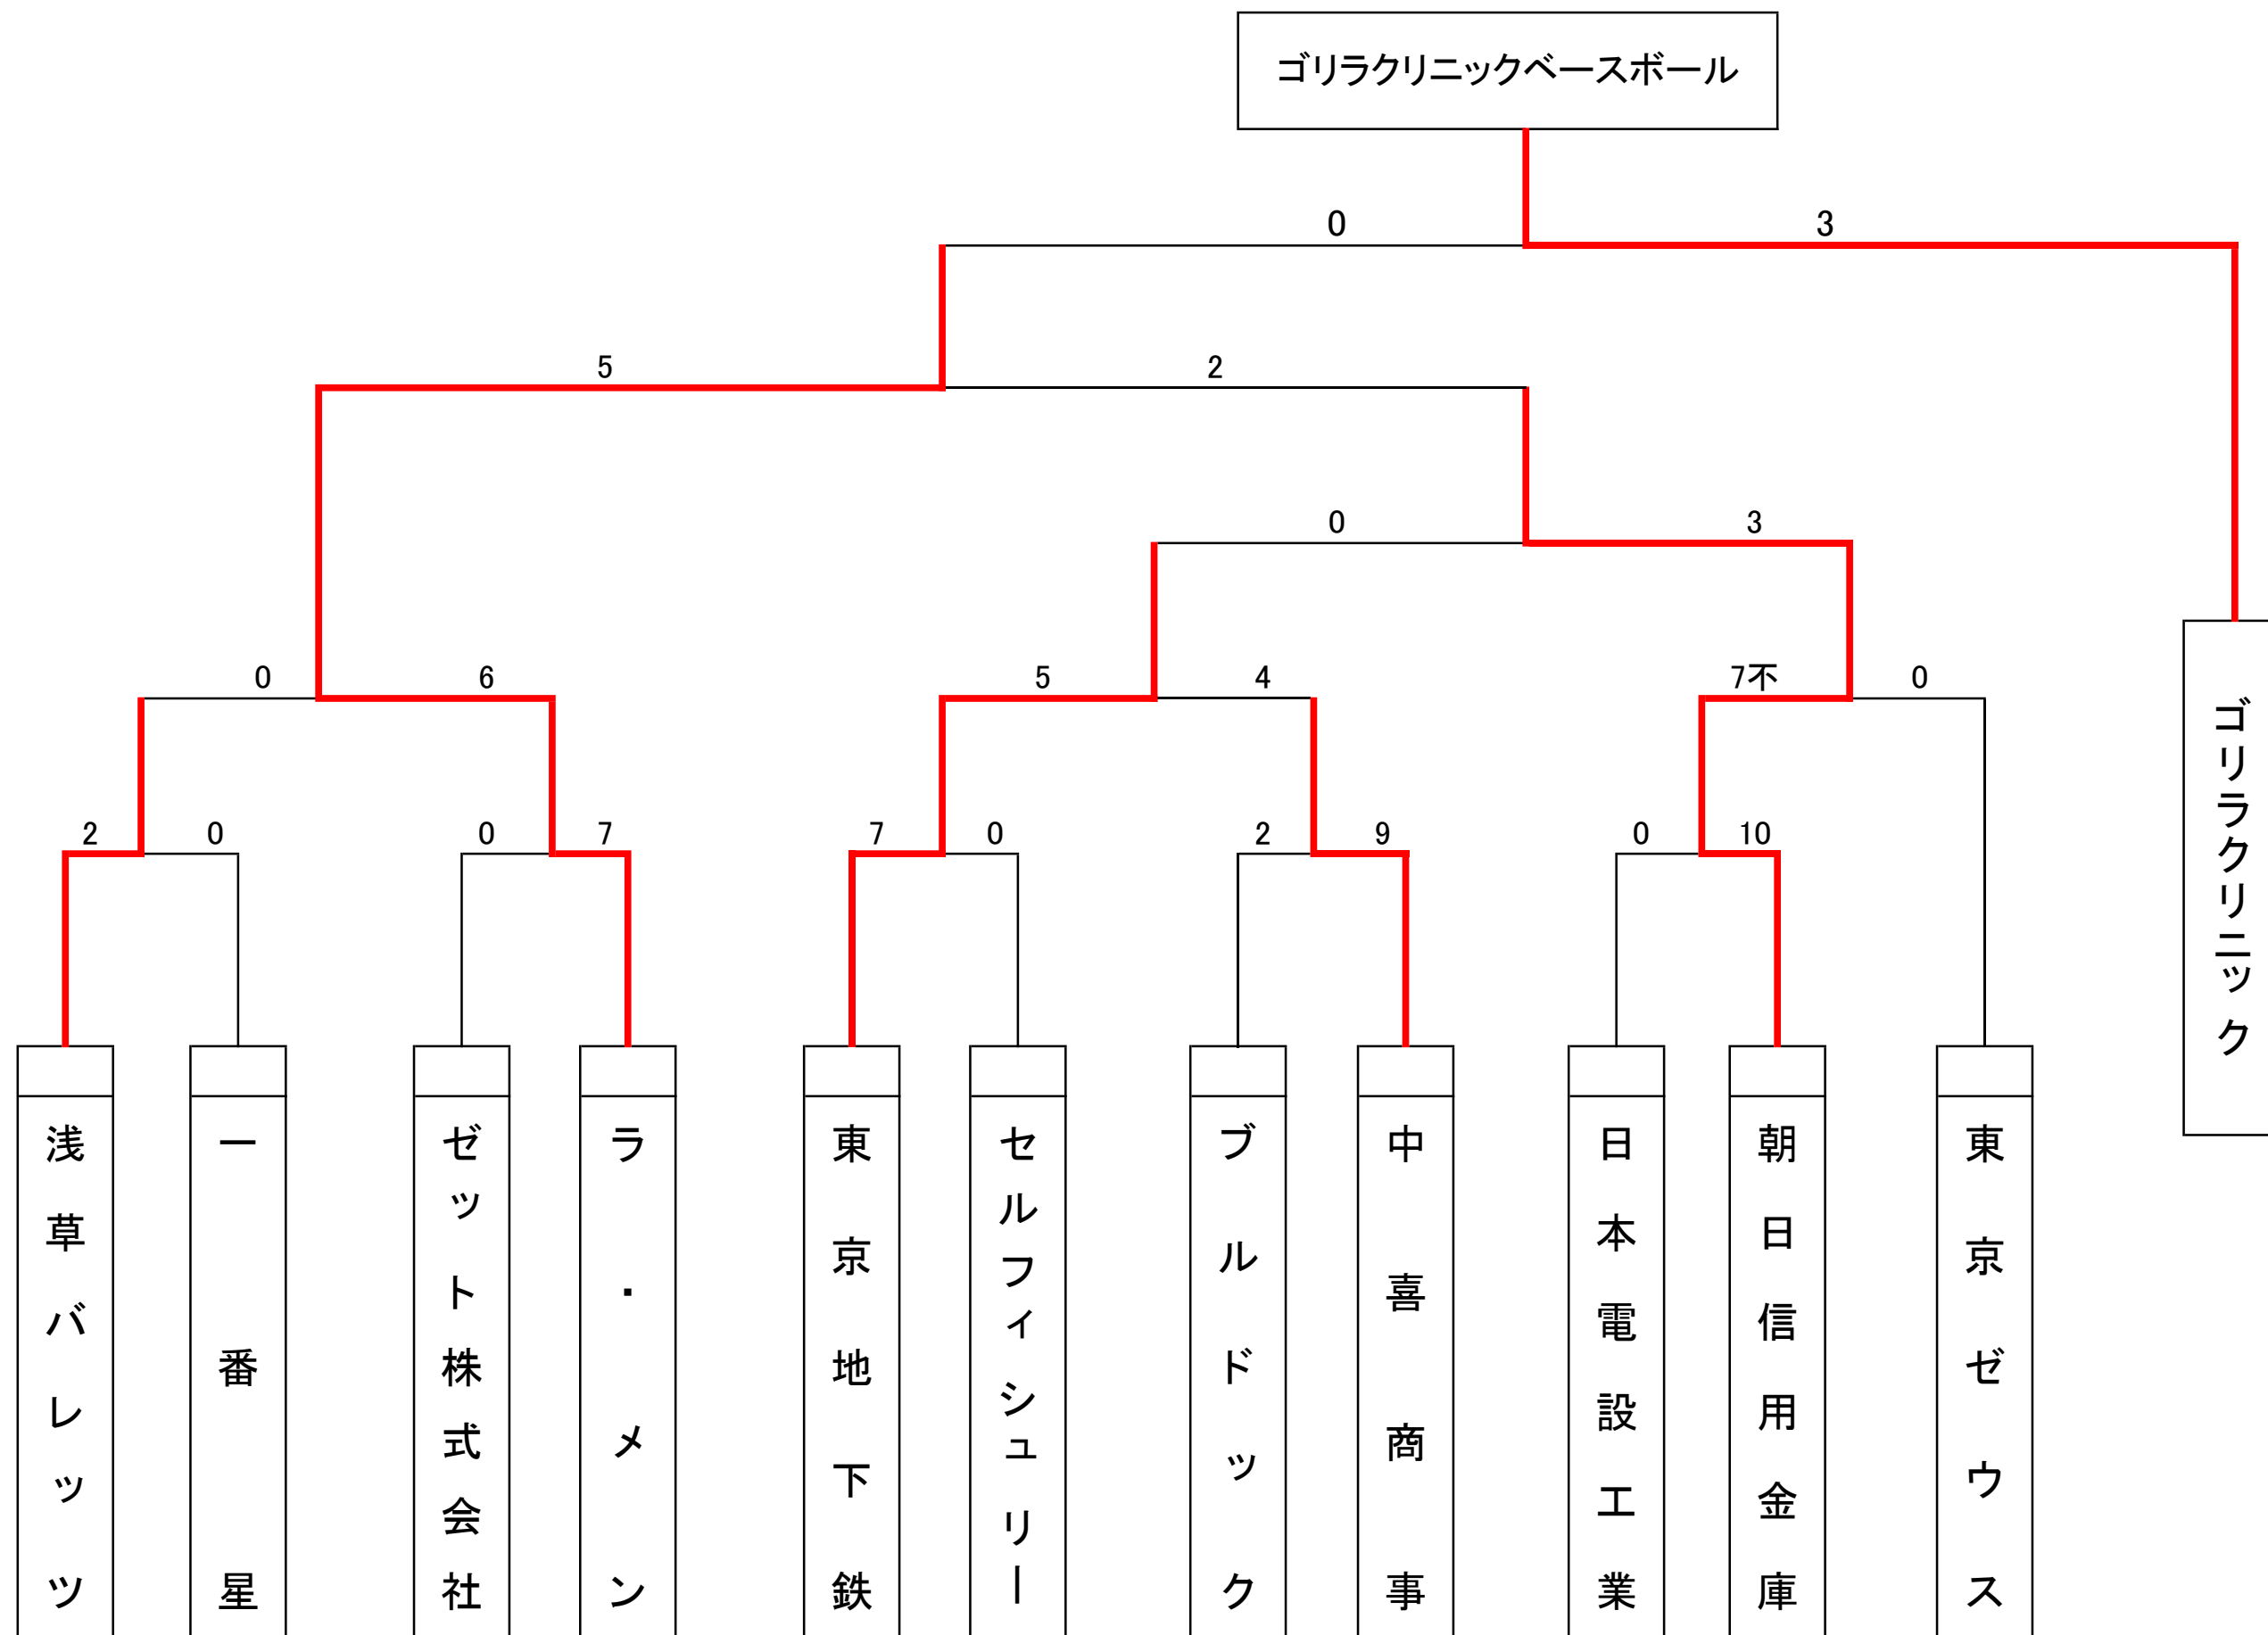 ゴリラクリニックベースボール
0 3
5 2
0 3
0 6 5 4 7不 0
2 0 0 7 7 0 2 9 0 10
ゴリラクリニック
浅草バレッツ
一番星
ゼット株式会社
ラ・メン
東京地下鉄
セルフィシュリー
ブルドック
中喜商事
日本電設工業
朝日信用金庫
東京ゼウス